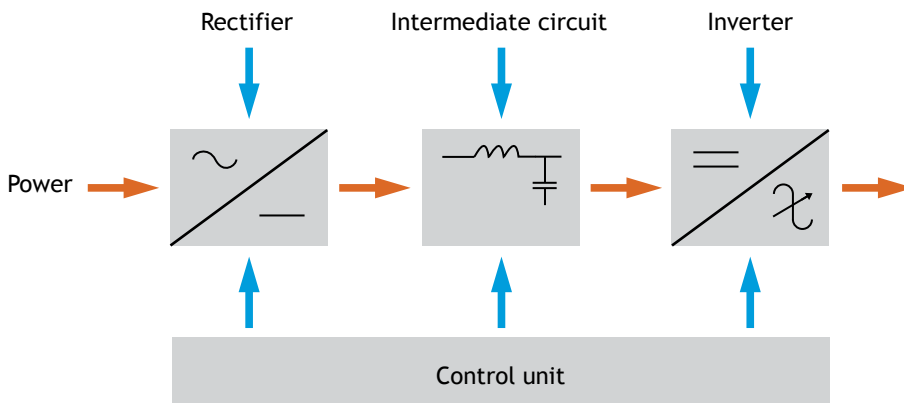 Rectifier
Intermediate circuit
Inverter
Power
Control unit